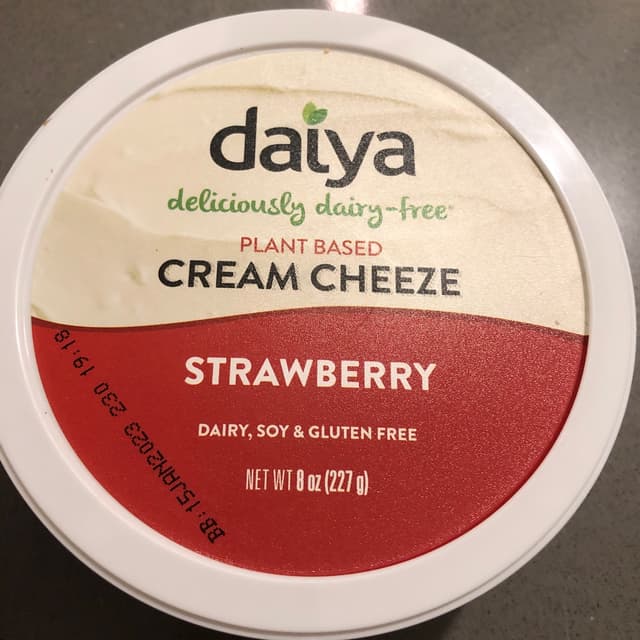 daiya
deliciously dairy-free®
PLANT BASED
CREAM CHEEZE
STRAWBERRY
DAIRY, SOY & GLUTEN FREE
NET WT 8 oz (227 g)
BB:15JAN2023 230 19:18